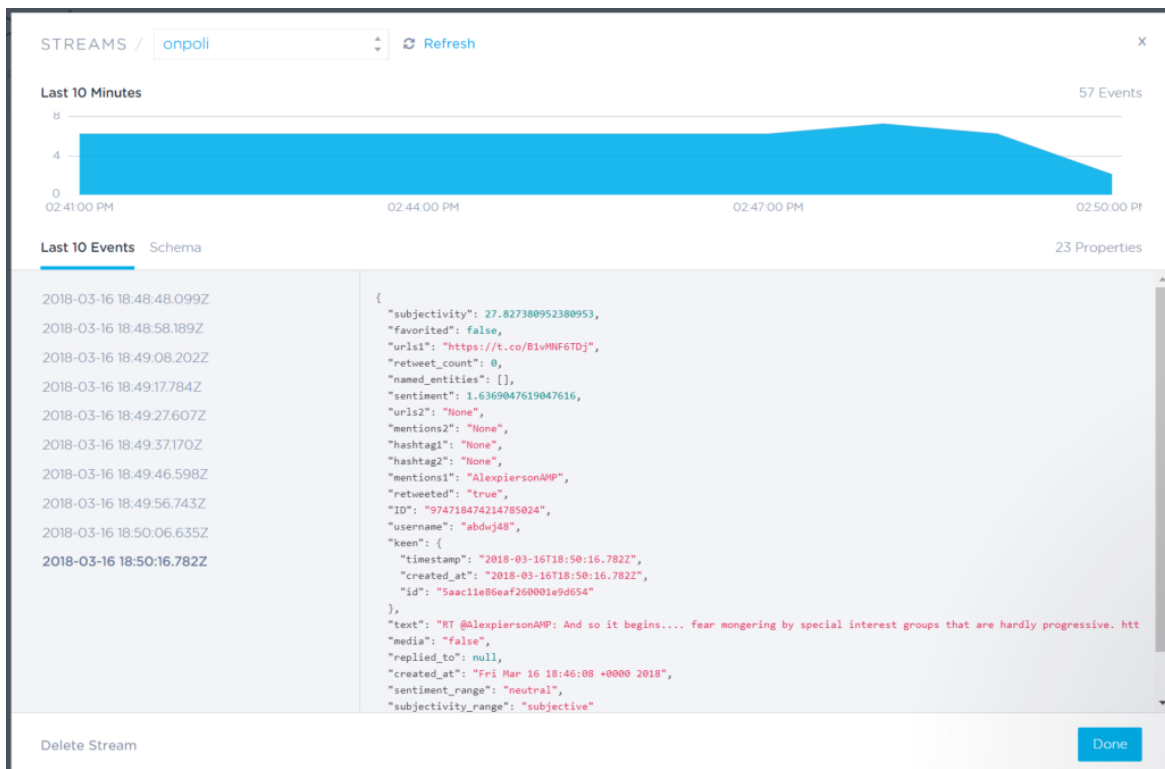 STREAMS / onpoli Refresh x
Last 10 Minutes 57 Events
8
4
0
02:41:00 PM 02:44:00 PM 02:47:00 PM 02:50:00 PM
Last 10 Events Schema 23 Properties
2018-03-16 18:48:48.099Z
2018-03-16 18:48:58.189Z
2018-03-16 18:49:08.202Z
2018-03-16 18:49:17.784Z
2018-03-16 18:49:27.607Z
2018-03-16 18:49:37.170Z
2018-03-16 18:49:46.598Z
2018-03-16 18:49:56.743Z
2018-03-16 18:50:06.635Z
2018-03-16 18:50:16.782Z
{
"subjectivity": 27.827380952380953,
"favorited": false,
"urls1": "https://t.co/B1vMNF6TDj",
"retweet_count": 0,
"named_entities": [],
"sentiment": 1.6369047619047616,
"urls2": "None",
"mentions2": "None",
"hashtag1": "None",
"hashtag2": "None",
"mentions1": "AlexpiersonAMP",
"retweeted": "true",
"ID": "974718474214785024",
"username": "abdwj48",
"keen": {
"timestamp": "2018-03-16T18:50:16.782Z",
"created_at": "2018-03-16T18:50:16.782Z",
"id": "5aac11e86eaf260001e9d654"
},
"text": "RT @AlexpiersonAMP: And so it begins.... fear mongering by special interest groups that are hardly progressive. htt
"media": "false",
"replied_to": null,
"created_at": "Fri Mar 16 18:46:08 +0000 2018",
"sentiment_range": "neutral",
"subjectivity_range": "subjective"
Delete Stream Done